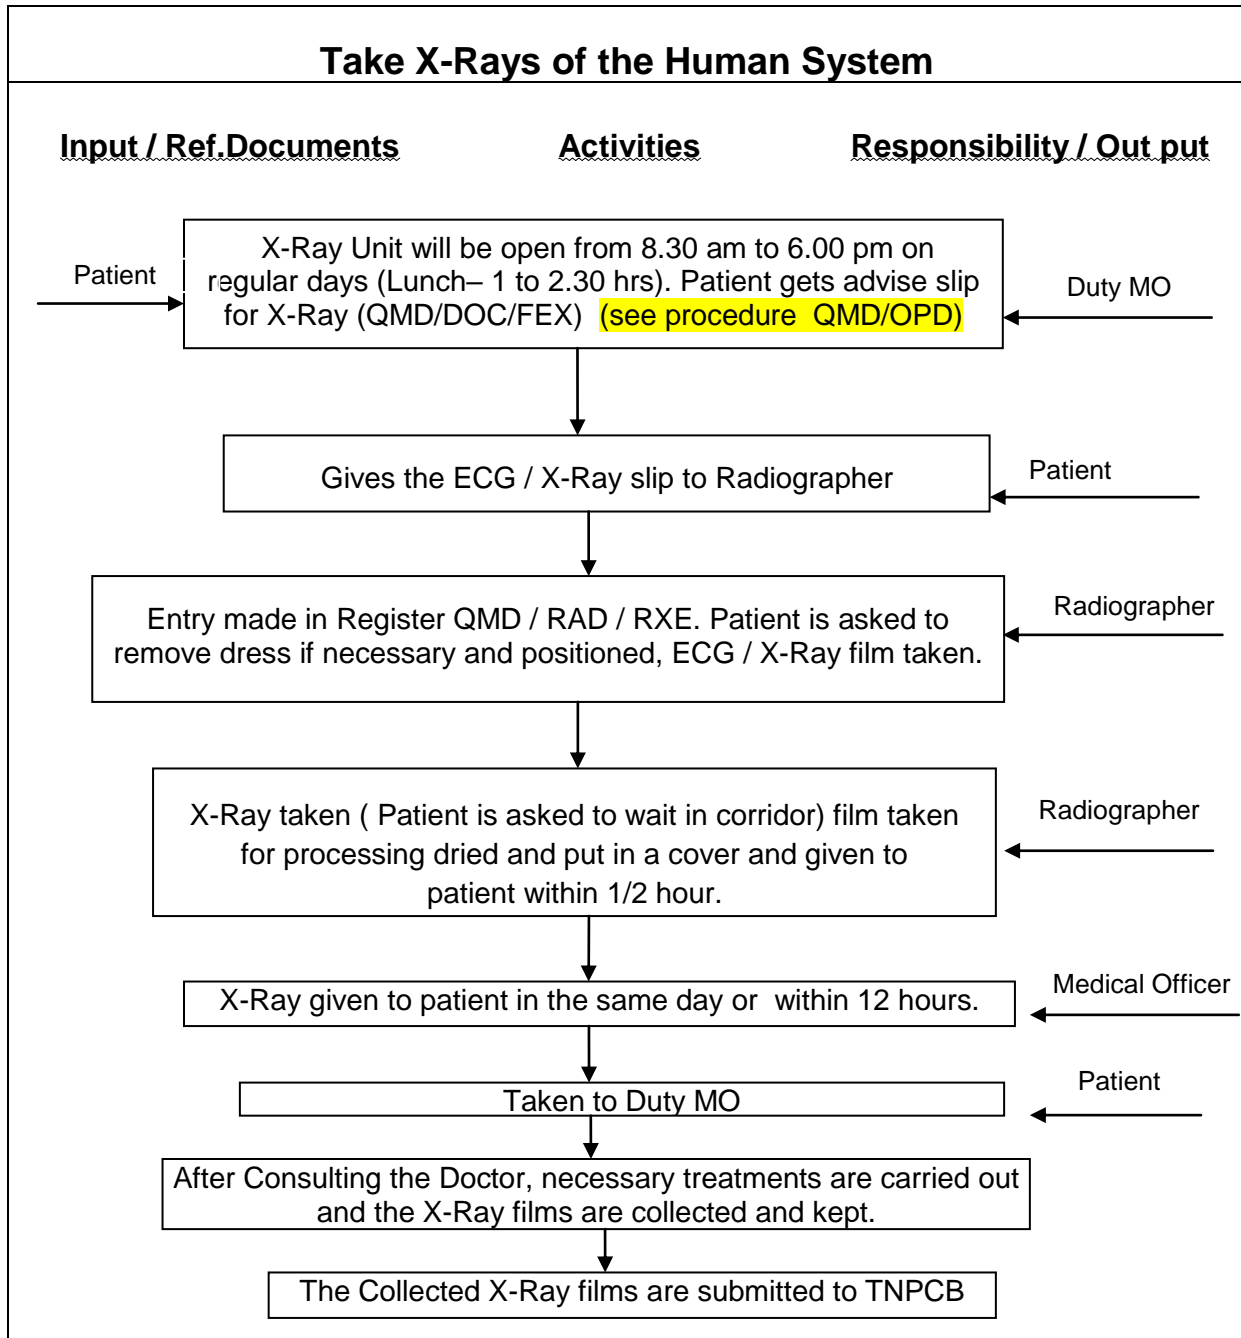 Take X-Rays of the Human System
Input / Ref.Documents Activities Responsibility / Out put
Patient
X-Ray Unit will be open from 8.30 am to 6.00 pm on
regular days (Lunch– 1 to 2.30 hrs). Patient gets advise slip
for X-Ray (QMD/DOC/FEX) (see procedure QMD/OPD)
Duty MO
Gives the ECG / X-Ray slip to Radiographer
Patient
Entry made in Register QMD / RAD / RXE. Patient is asked to
remove dress if necessary and positioned, ECG / X-Ray film taken.
Radiographer
X-Ray taken ( Patient is asked to wait in corridor) film taken
for processing dried and put in a cover and given to
patient within 1/2 hour.
Radiographer
X-Ray given to patient in the same day or within 12 hours.
Medical Officer
Taken to Duty MO
Patient
After Consulting the Doctor, necessary treatments are carried out
and the X-Ray films are collected and kept.
The Collected X-Ray films are submitted to TNPCB